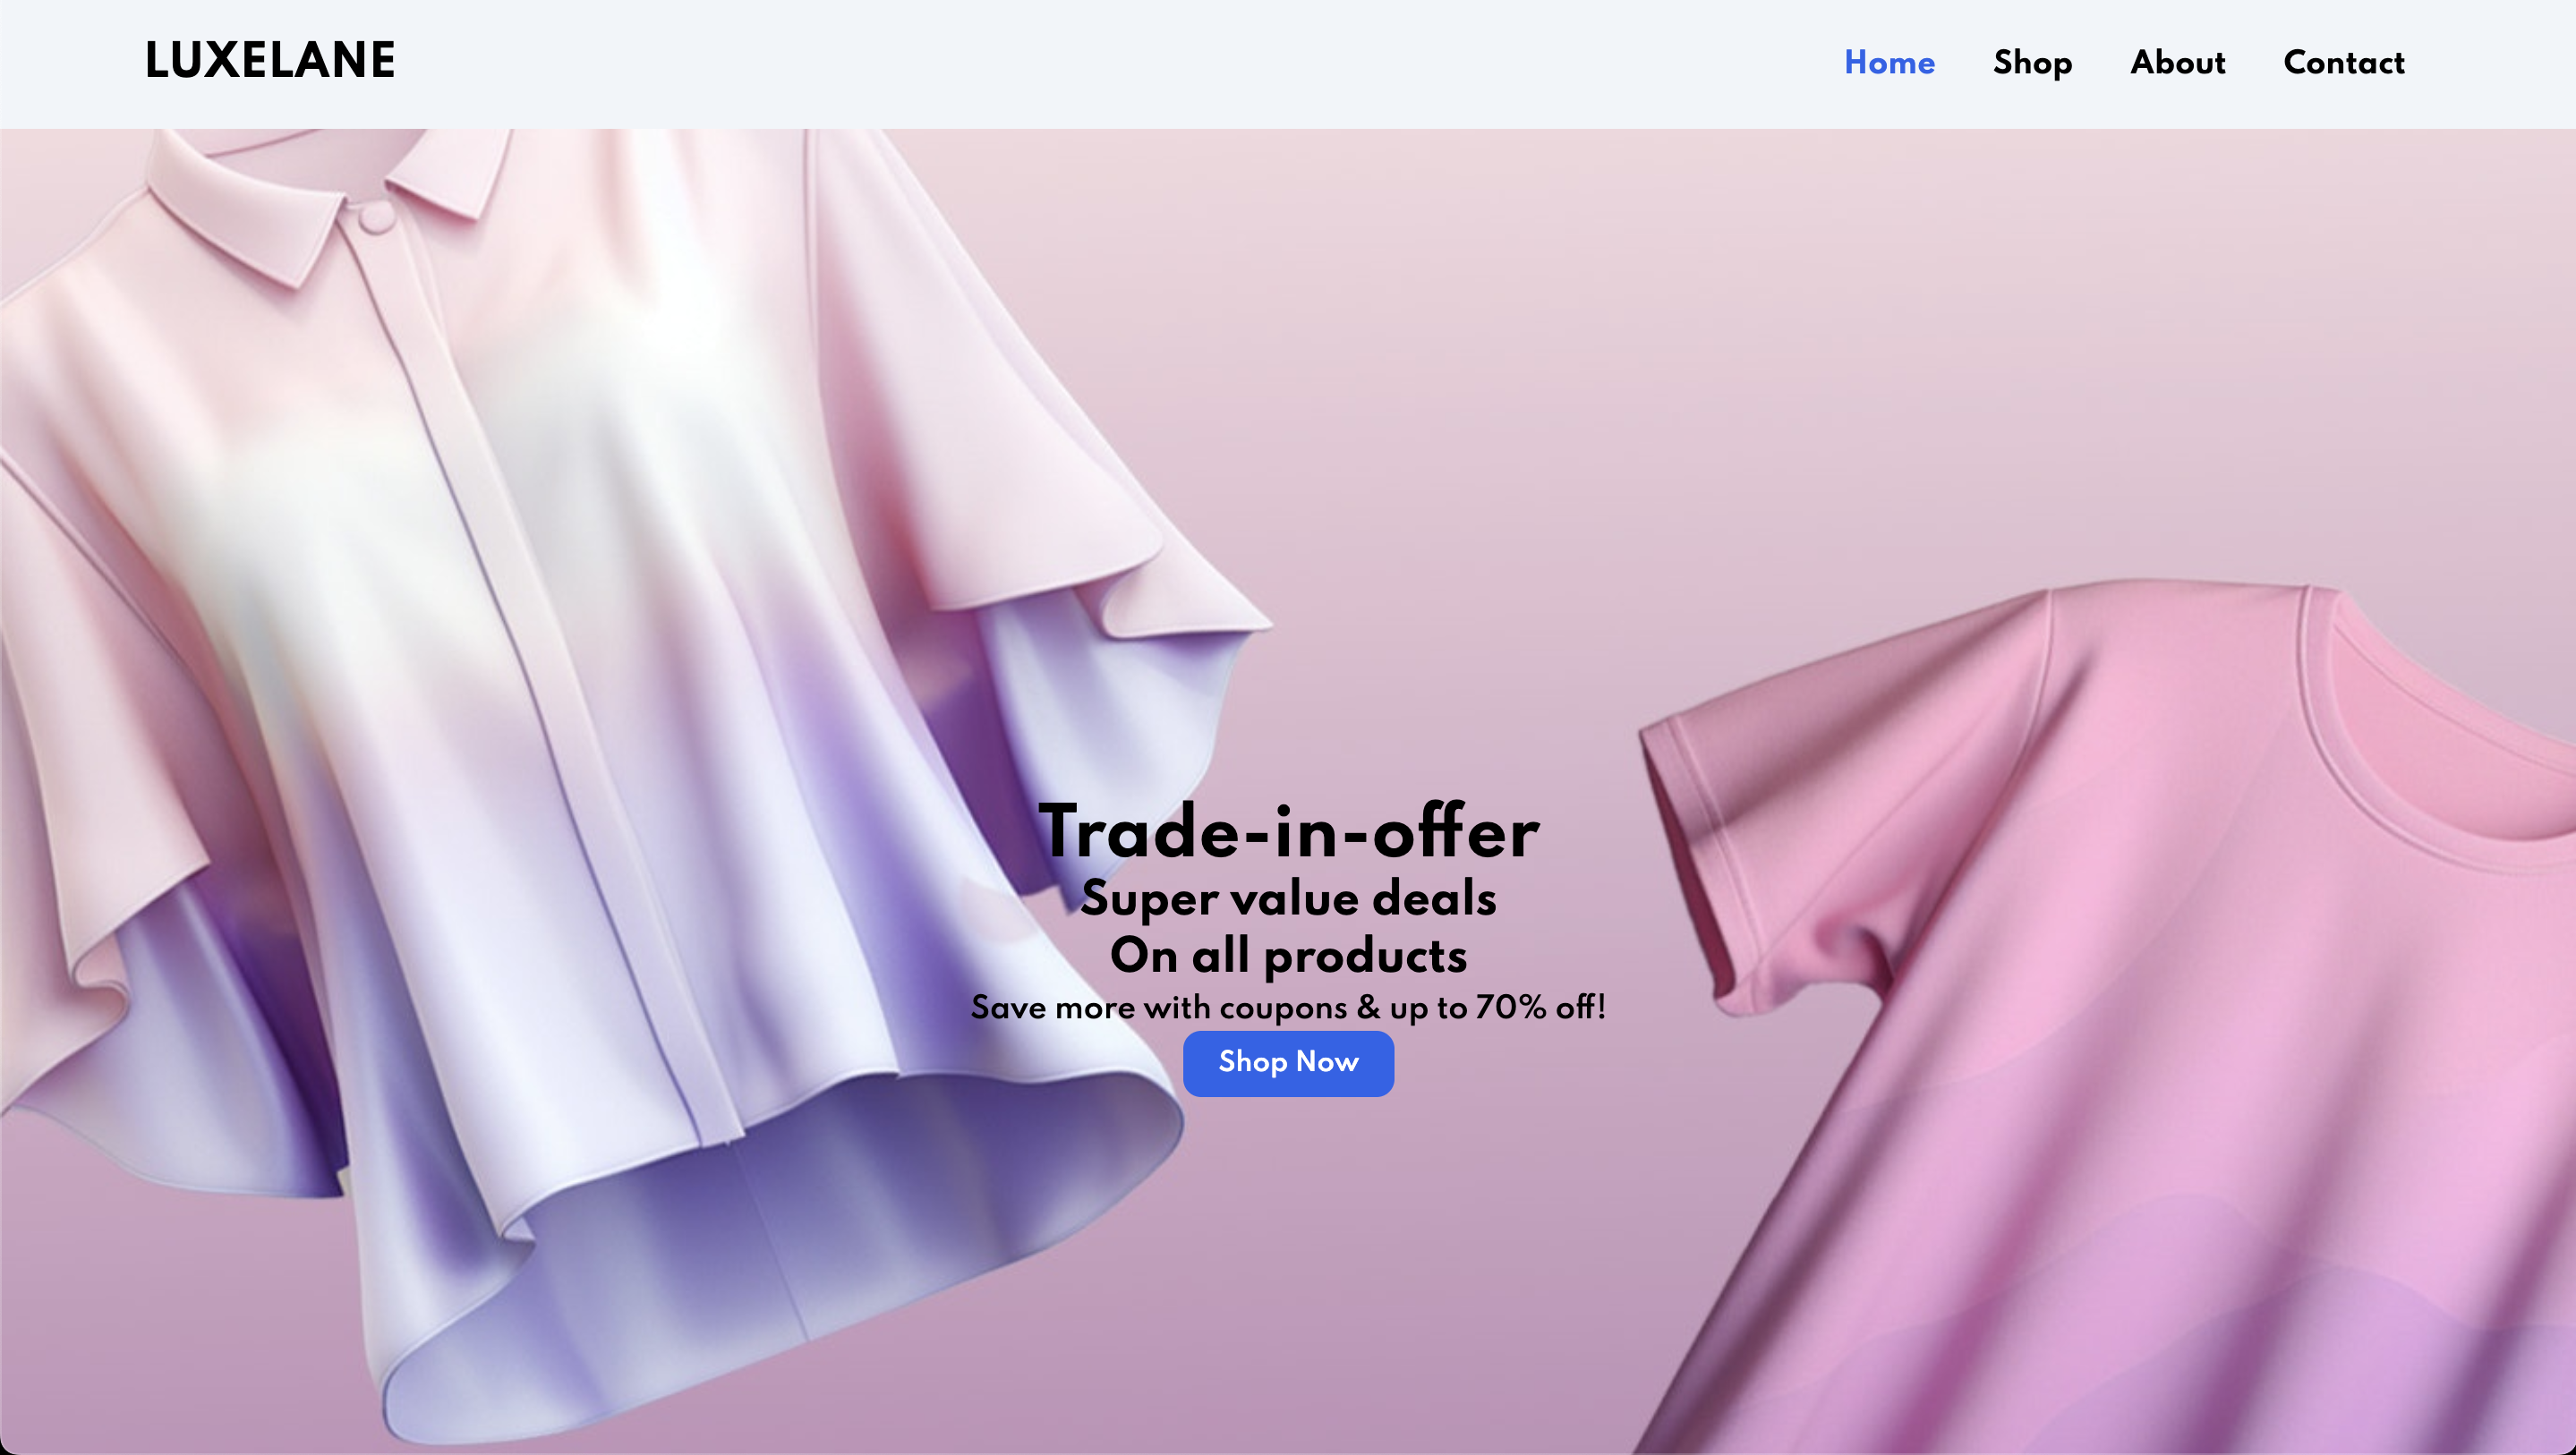 LUXELANE
Home Shop About Contact
Trade-in-offer
Super value deals
On all products
Save more with coupons & up to 70% off!
Shop Now